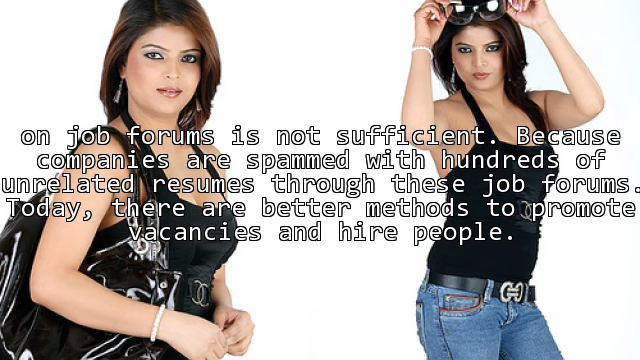 on job forums is not sufficient. Because
companies are spammed with hundreds of
unrelated resumes through these job forums.
Today, there are better methods to promote
vacancies and hire people.